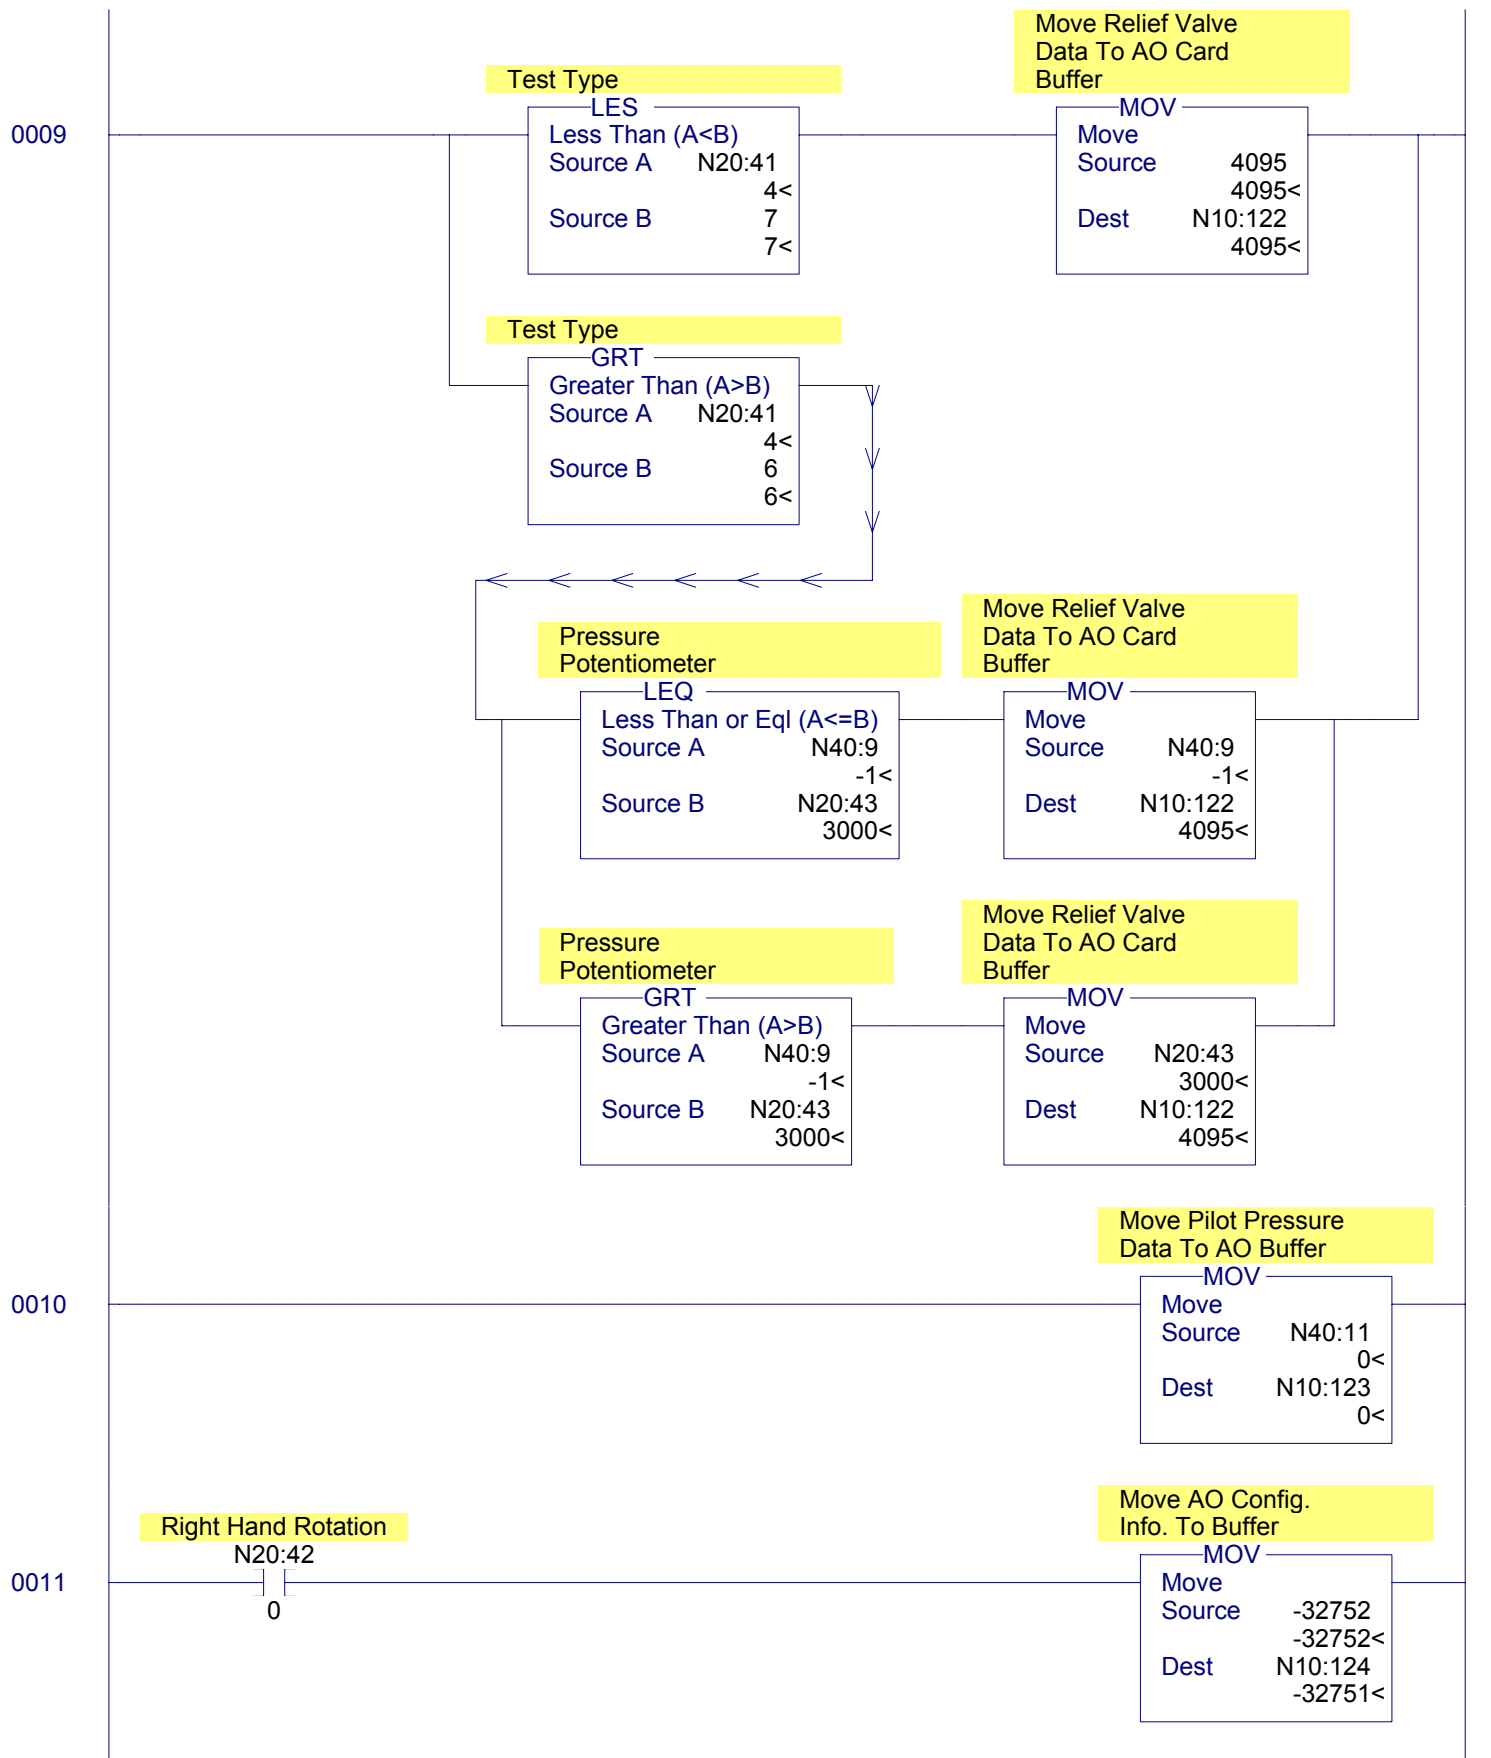 Move Relief Valve
Data To AO Card
Buffer
Test Type
0009
LES
Less Than (A<B)
Source A N20:41
4<
Source B 7
7<
MOV
Move
Source 4095
4095<
Dest N10:122
4095<
Test Type
GRT
Greater Than (A>B)
Source A N20:41
4<
Source B 6
6<
Pressure
Potentiometer
LEQ
Less Than or Eql (A<=B)
Source A N40:9
-1<
Source B N20:43
3000<
Move Relief Valve
Data To AO Card
Buffer
MOV
Move
Source N40:9
-1<
Dest N10:122
4095<
Pressure
Potentiometer
GRT
Greater Than (A>B)
Source A N40:9
-1<
Source B N20:43
3000<
Move Relief Valve
Data To AO Card
Buffer
MOV
Move
Source N20:43
3000<
Dest N10:122
4095<
Move Pilot Pressure
Data To AO Buffer
0010
MOV
Move
Source N40:11
0<
Dest N10:123
0<
Right Hand Rotation
N20:42
0011
0
Move AO Config.
Info. To Buffer
MOV
Move
Source -32752
-32752<
Dest N10:124
-32751<